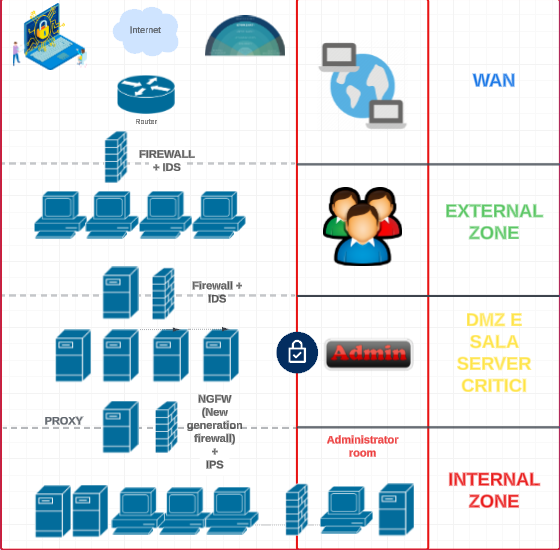 Internet
Router
WAN
FIREWALL
+ IDS
EXTERNAL
ZONE
Firewall +
IDS
DMZ E
SALA
SERVER
CRITICI
Admin
PROXY
NGFW
(New
generation
firewall)
+
IPS
Administrator
room
INTERNAL
ZONE